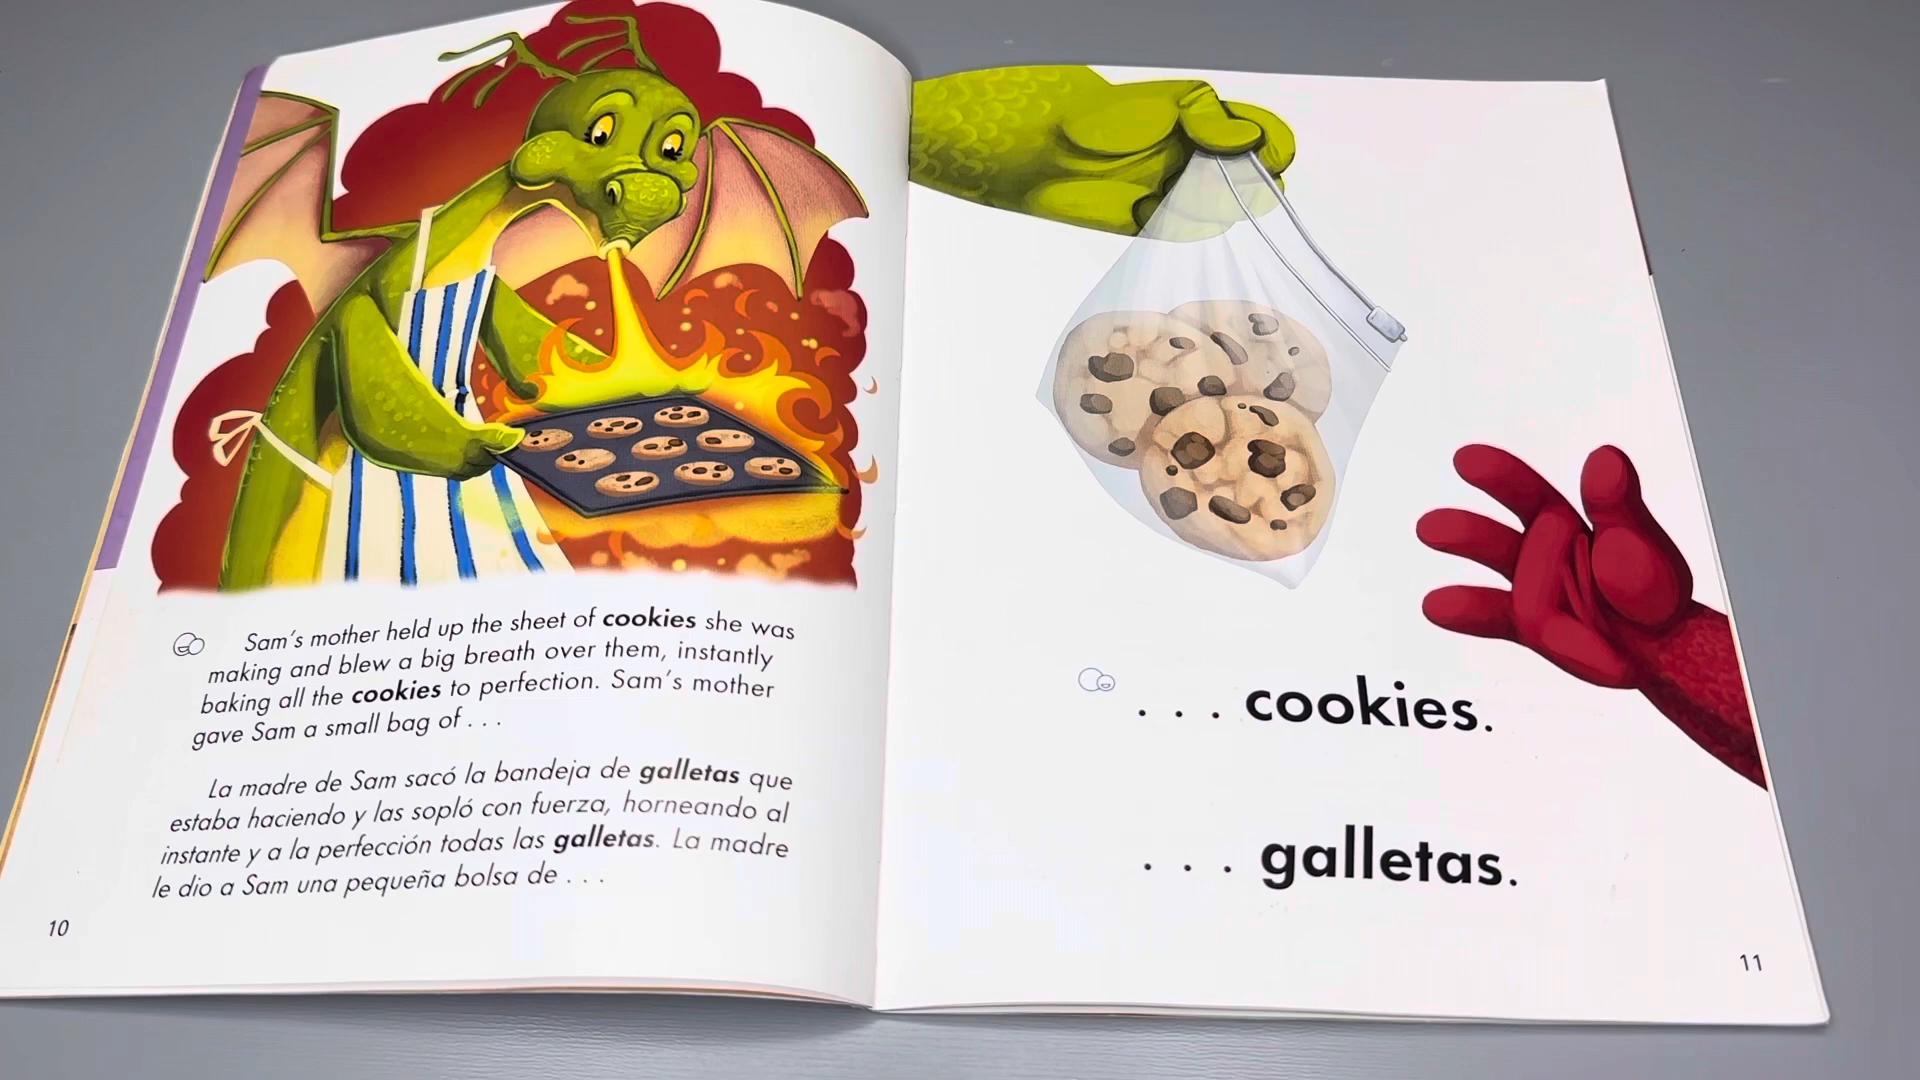 Sam's mother held up the sheet of cookies she was
making and blew a big breath over them, instantly
baking all the cookies to perfection. Sam's mother
gave Sam a small bag of . . .
La madre de Sam sacó la bandeja de galletas que
estaba haciendo y las sopló con fuerza, horneando al
instante y a la perfección todas las galletas. La madre
le dio a Sam una pequeña bolsa de . . .
10
. . . cookies.
. . . galletas.
11